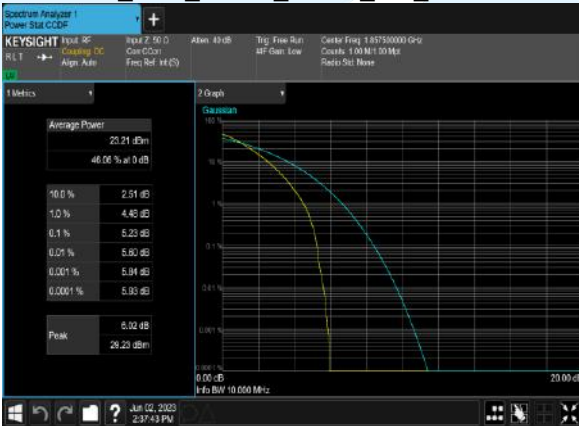 Spectrum Analyzer 1
Power Stat CCDF
+
KEYSIGHT Input: RF Input Z: 50 Ω Atten: 40 dB Trig: Free Run Center Freq: 1.857500000 GHz
RLT Coupling: DC Corr CCorr #IF Gain: Low Counts: 1.00 M/1.00 Mpt
Align: Auto Freq Ref: Int (S) Radio Std: None
1 Metrics
2 Graph
Average Power
23.21 dBm
46.06 % at 0 dB
10.0 % 2.51 dB
1.0 % 4.48 dB
0.1 % 5.23 dB
0.01 % 5.60 dB
0.001 % 5.84 dB
0.0001 % 5.93 dB
Peak 6.02 dB
29.23 dBm
Gaussian
100 %
10 %
1 %
0.1 %
0.01 %
0.001 %
0.0001 %
0.00 dB 20.00 dB
Info BW 10.000 MHz
? Jun 02, 2023
2:37:43 PM